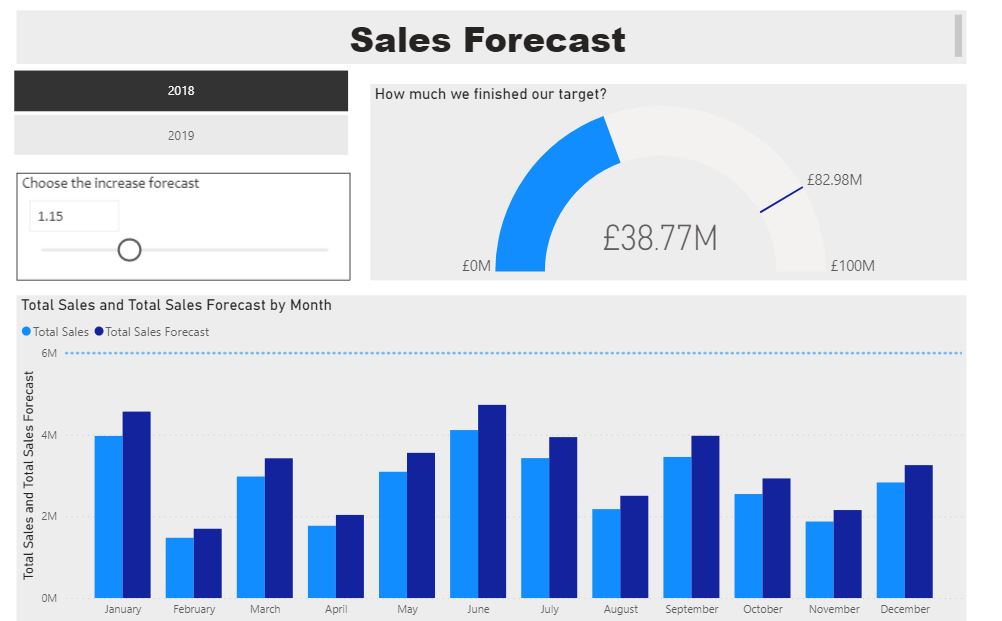 Sales Forecast
2018
2019
Choose the increase forecast
1.15
How much we finished our target?
£82.98M
£38.77M
£0M
£100M
Total Sales and Total Sales Forecast by Month
Total Sales
Total Sales Forecast
Total Sales and Total Sales Forecast
6M
4M
2M
0M
January
February
March
April
May
June
July
August
September
October
November
December